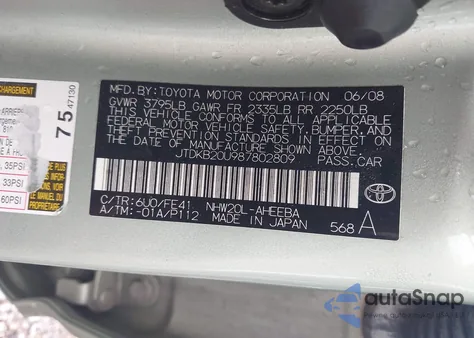 CHARGEMENT
75
47130
35PSI
33PSI
60PSI
MFD.BY:TOYOTA MOTOR CORPORATION 06/08
GVWR 3795LB GAWR FR 2335LB RR 2250LB
THIS VEHICLE CONFORMS TO ALL APPLICABLE
FEDERAL MOTOR VEHICLE SAFETY, BUMPER, AND
THEFT PREVENTION STANDARDS IN EFFECT ON
THE DATE OF MANUFACTURE SHOWN ABOVE.
JTDKB20U987802809 PASS.CAR
C/TR:6U0/FE41 NHW20L-AHEEBA
A/TM:-01A/P112 MADE IN JAPAN
568 A
TOYOTA
autoSnap